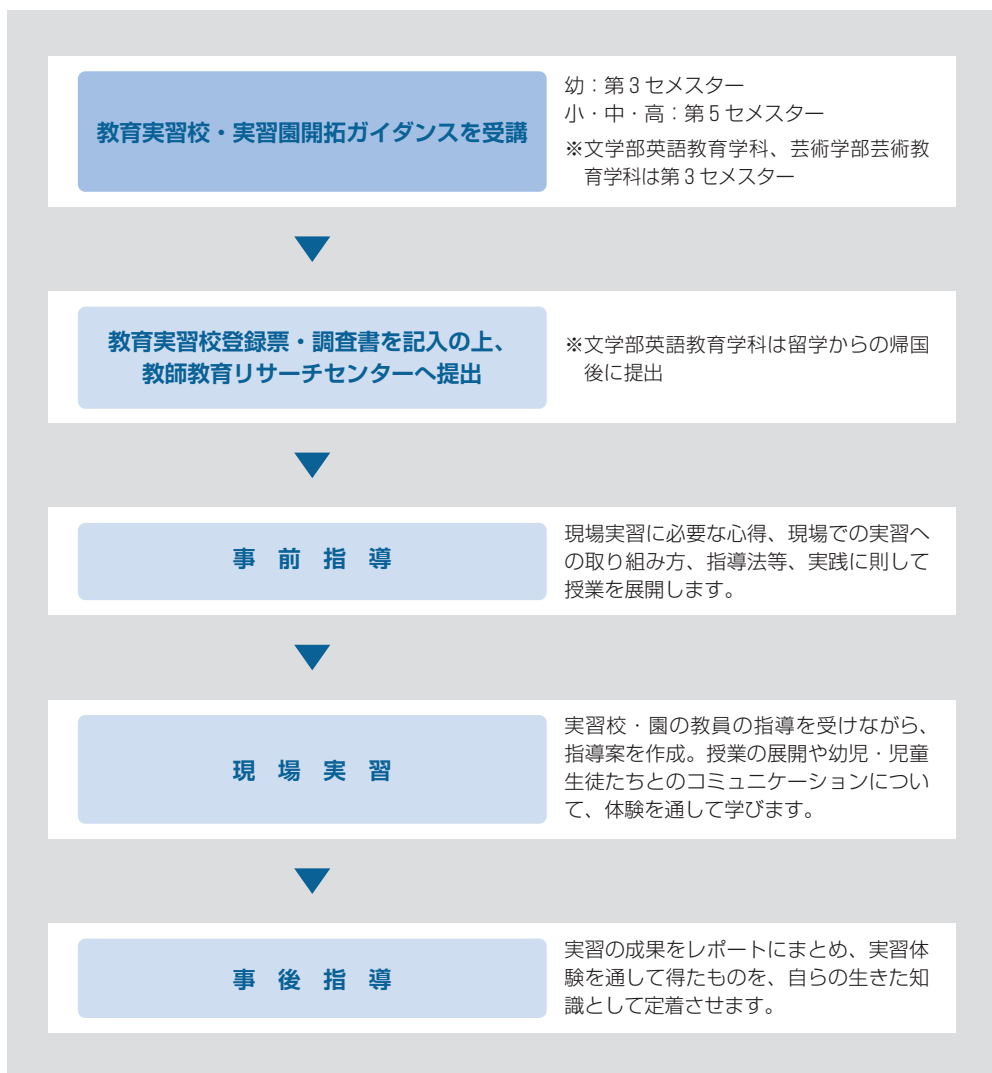 教育実習校・実習園開拓ガイダンスを受講
幼：第3セメスター
小・中・高：第5セメスター
※文学部英語教育学科、芸術学部芸術教
育学科は第3セメスター
教育実習校登録票・調査書を記入の上、
教師教育リサーチセンターへ提出
※文学部英語教育学科は留学からの帰国
後に提出
事　前　指　導
現場実習に必要な心得、現場での実習へ
の取り組み方、指導法等、実践に則して
授業を展開します。
現　場　実　習
実習校・園の教員の指導を受けながら、
指導案を作成。授業の展開や幼児・児童
生徒たちとのコミュニケーションについ
て、体験を通して学びます。
事　後　指　導
実習の成果をレポートにまとめ、実習体
験を通して得たものを、自らの生きた知
識として定着させます。